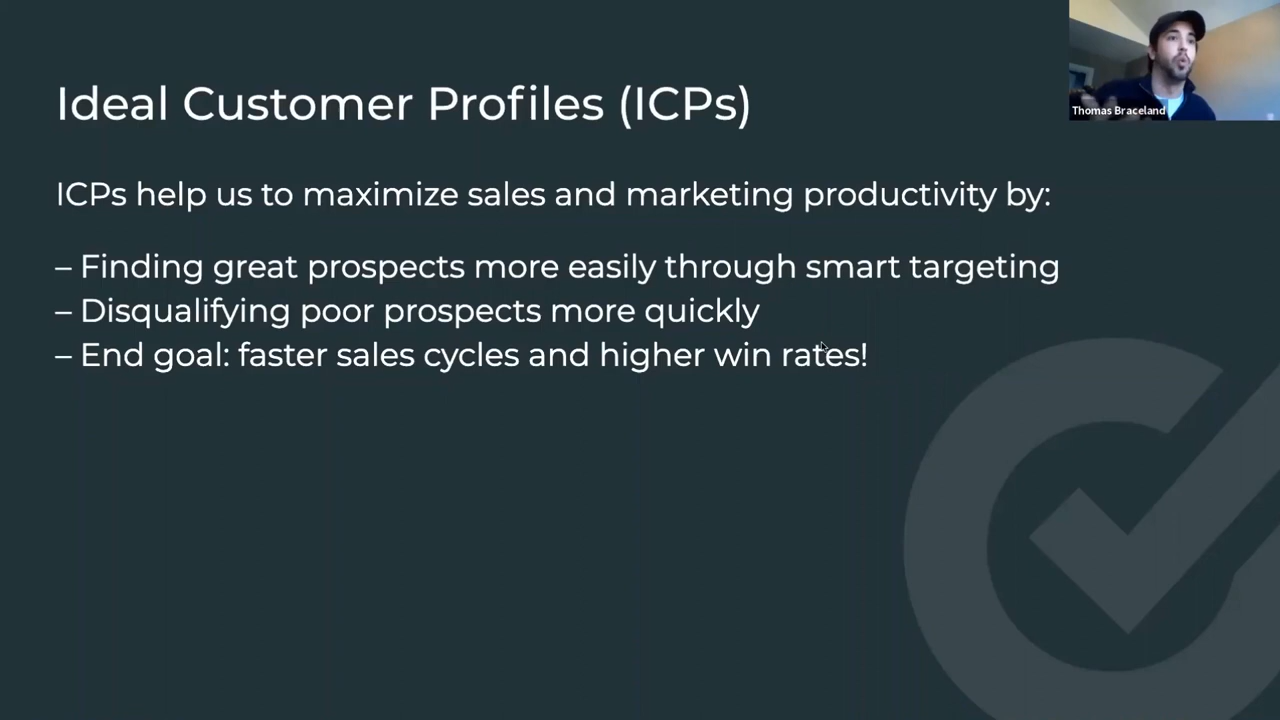 Ideal Customer Profiles (ICPs)
Thomas Braceland
ICPs help us to maximize sales and marketing productivity by:
– Finding great prospects more easily through smart targeting
– Disqualifying poor prospects more quickly
– End goal: faster sales cycles and higher win rates!